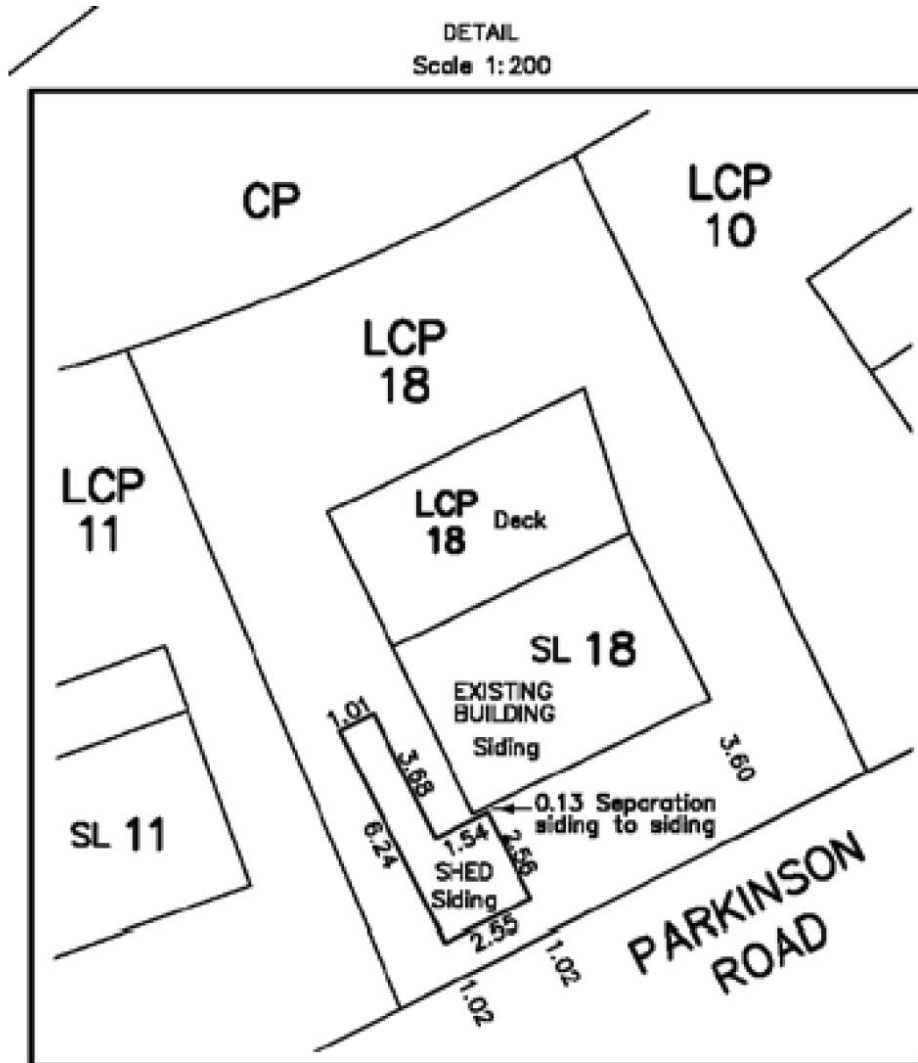 DETAIL
Scale 1:200
CP
LCP
10
LCP
18
LCP
11
LCP
18
Deck
SL 18
EXISTING
BUILDING
Siding
1.01
3.68
3.60
0.13 Separation
siding to siding
SL 11
6.24
1.54
2.56
SHED
Siding
2.55
1.02
1.02
PARKINSON
ROAD